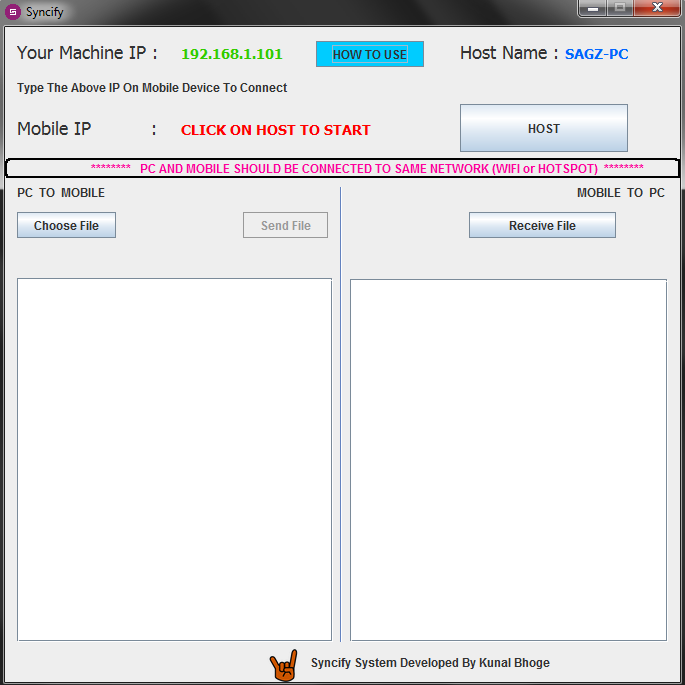 Syncify
Your Machine IP : 192.168.1.101 HOW TO USE Host Name : SAGZ-PC
Type The Above IP On Mobile Device To Connect
Mobile IP : CLICK ON HOST TO START HOST
******** PC AND MOBILE SHOULD BE CONNECTED TO SAME NETWORK (WIFI or HOTSPOT) ********
PC TO MOBILE MOBILE TO PC
Choose File Send File Receive File
Syncify System Developed By Kunal Bhoge